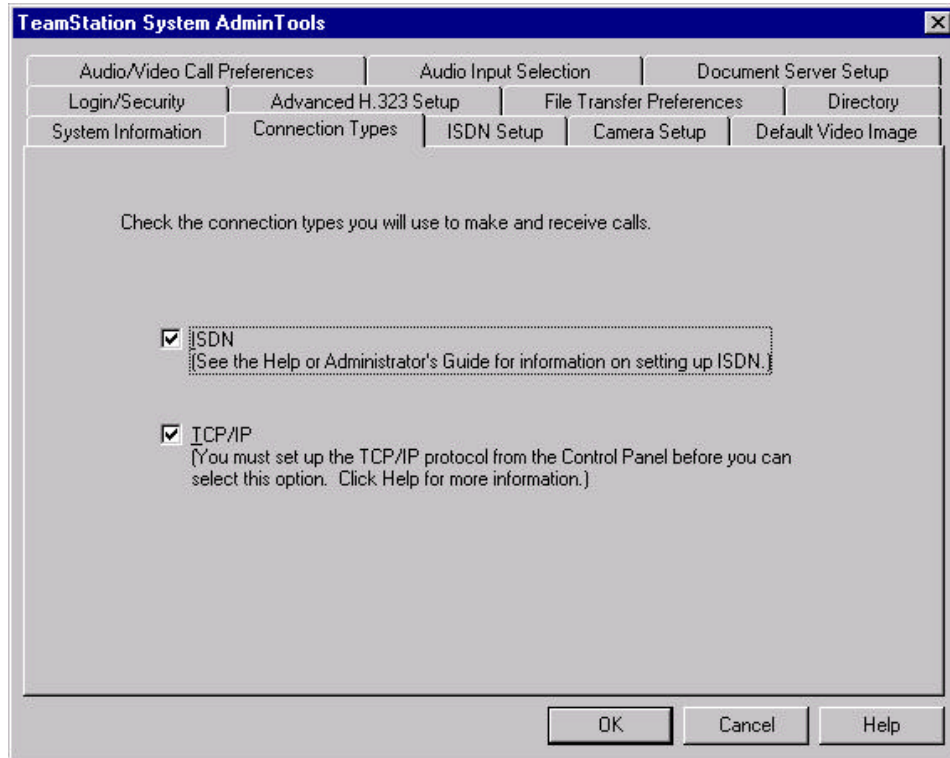 TeamStation System AdminTools
Audio/Video Call Preferences
Audio Input Selection
Document Server Setup
Login/Security
Advanced H.323 Setup
File Transfer Preferences
Directory
System Information
Connection Types
ISDN Setup
Camera Setup
Default Video Image
Check the connection types you will use to make and receive calls.
ISDN
(See the Help or Administrator's Guide for information on setting up ISDN.)
TCP/IP
(You must set up the TCP/IP protocol from the Control Panel before you can
select this option. Click Help for more information.)
OK
Cancel
Help